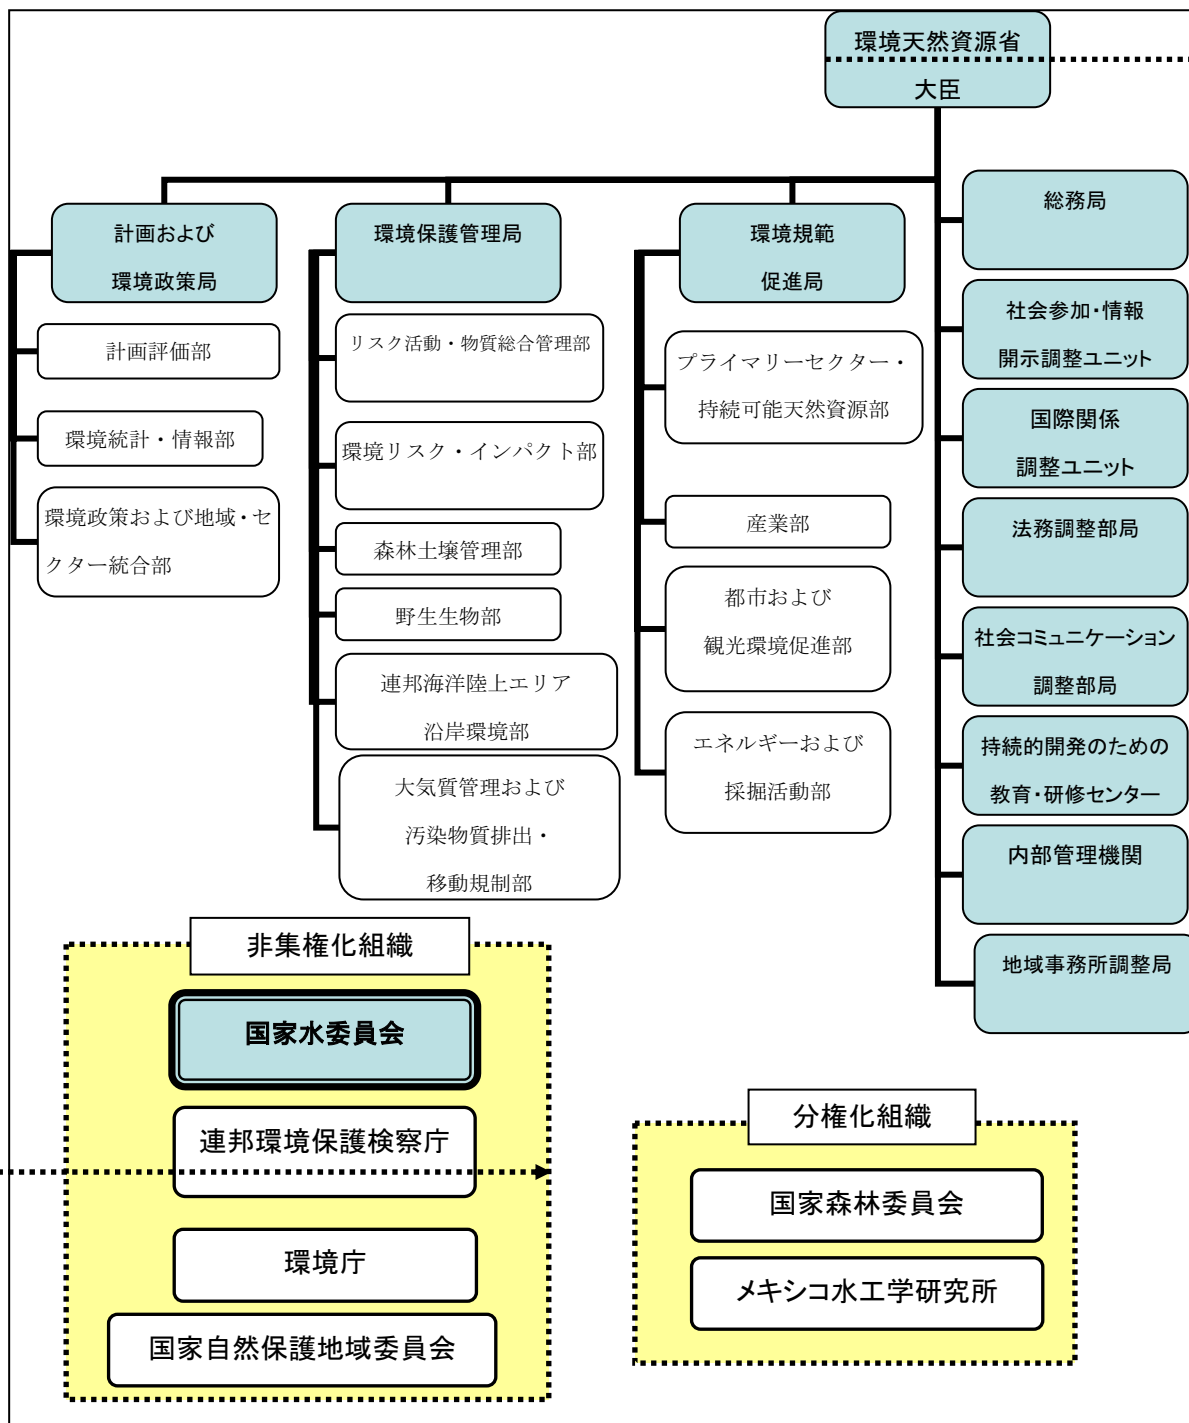 環境天然資源省
大臣
計画および
環境政策局
計画評価部
環境統計・情報部
環境政策および地域・セ
クター統合部
環境保護管理局
リスク活動・物質総合管理部
環境リスク・インパクト部
森林土壌管理部
野生生物部
連邦海洋陸上エリア
沿岸環境部
大気質管理および
汚染物質排出・
移動規制部
環境規範
促進局
プライマリーセクター・
持続可能天然資源部
産業部
都市および
観光環境促進部
エネルギーおよび
採掘活動部
総務局
社会参加・情報
開示調整ユニット
国際関係
調整ユニット
法務調整部局
社会コミュニケーション
調整部局
持続的開発のための
教育・研修センター
内部管理機関
地域事務所調整局
非集権化組織
国家水委員会
連邦環境保護検察庁
環境庁
国家自然保護地域委員会
分権化組織
国家森林委員会
メキシコ水工学研究所